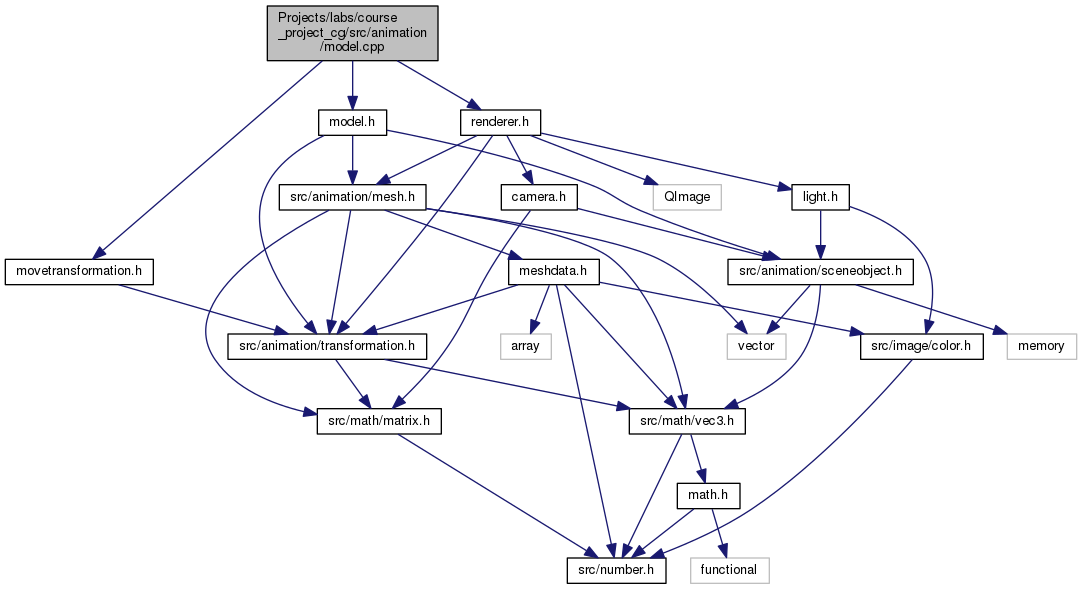 Projects/labs/course
_project_cg/src/animation
/model.cpp
model.h
renderer.h
src/animation/mesh.h
camera.h
QImage
light.h
movetransformation.h
meshdata.h
src/animation/sceneobject.h
src/animation/transformation.h
array
vector
src/image/color.h
memory
src/math/matrix.h
src/math/vec3.h
math.h
src/number.h
functional